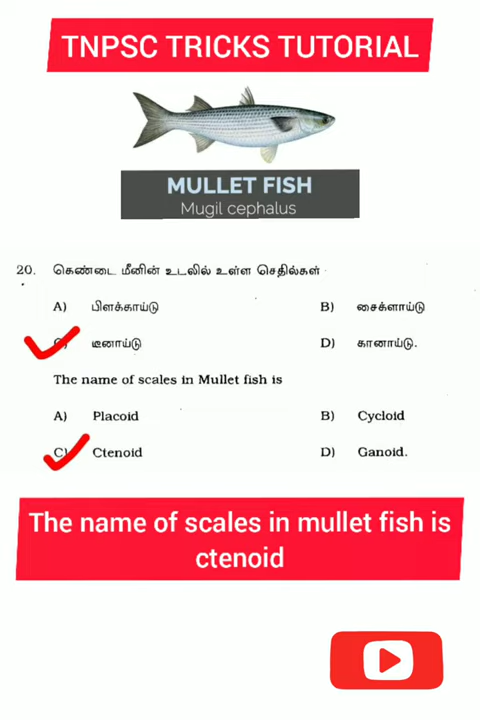 TNPSC TRICKS TUTORIAL
MULLET FISH
Mugil cephalus
20. கெண்டை மீனின் உடலில் உள்ள செதில்கள்
A) பிளக்காய்டு B) சைக்ளாய்டு
C) டீனாய்டு D) கானாய்டு.
The name of scales in Mullet fish is
A) Placoid B) Cycloid
C) Ctenoid D) Ganoid.
The name of scales in mullet fish is
ctenoid